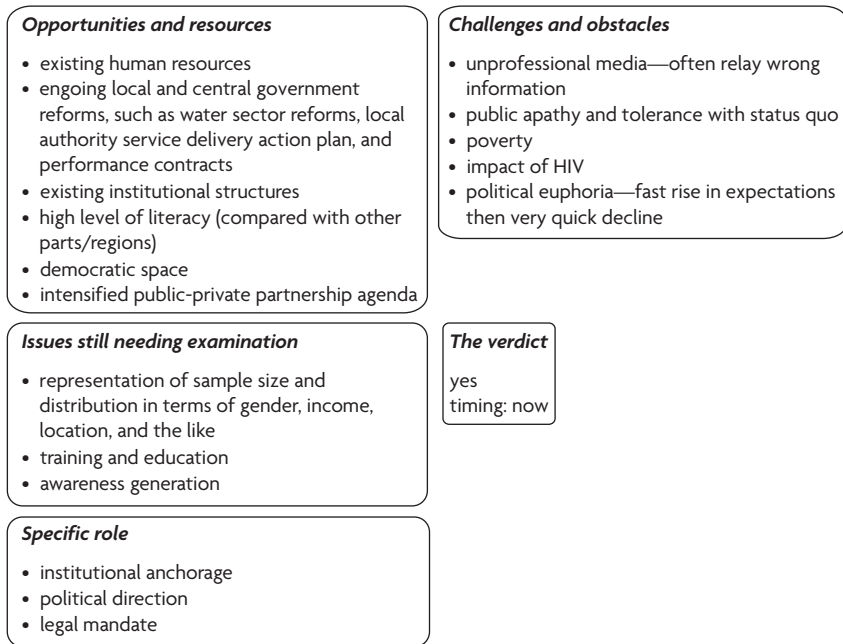 Opportunities and resources
• existing human resources
• engoing local and central government
reforms, such as water sector reforms, local
authority service delivery action plan, and
performance contracts
• existing institutional structures
• high level of literacy (compared with other
parts/regions)
• democratic space
• intensified public-private partnership agenda
Challenges and obstacles
• unprofessional media—often relay wrong
information
• public apathy and tolerance with status quo
• poverty
• impact of HIV
• political euphoria—fast rise in expectations
then very quick decline
Issues still needing examination
• representation of sample size and
distribution in terms of gender, income,
location, and the like
• training and education
• awareness generation
The verdict
yes
timing: now
Specific role
• institutional anchorage
• political direction
• legal mandate